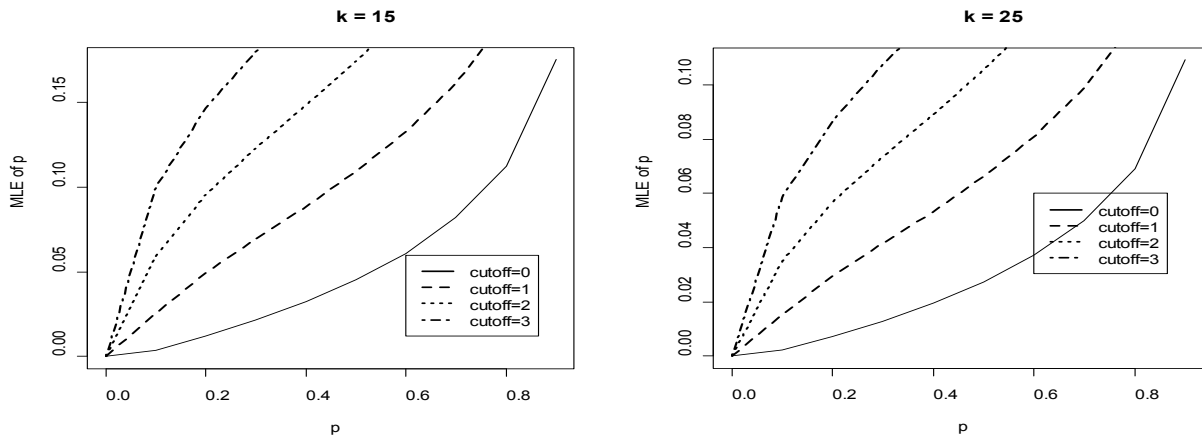 k = 15
MLE of p
0.15
0.10
0.05
0.00
cutoff=0
cutoff=1
cutoff=2
cutoff=3
0.0 0.2 0.4 0.6 0.8
p
k = 25
MLE of p
0.10
0.08
0.06
0.04
0.02
0.00
cutoff=0
cutoff=1
cutoff=2
cutoff=3
0.0 0.2 0.4 0.6 0.8
p